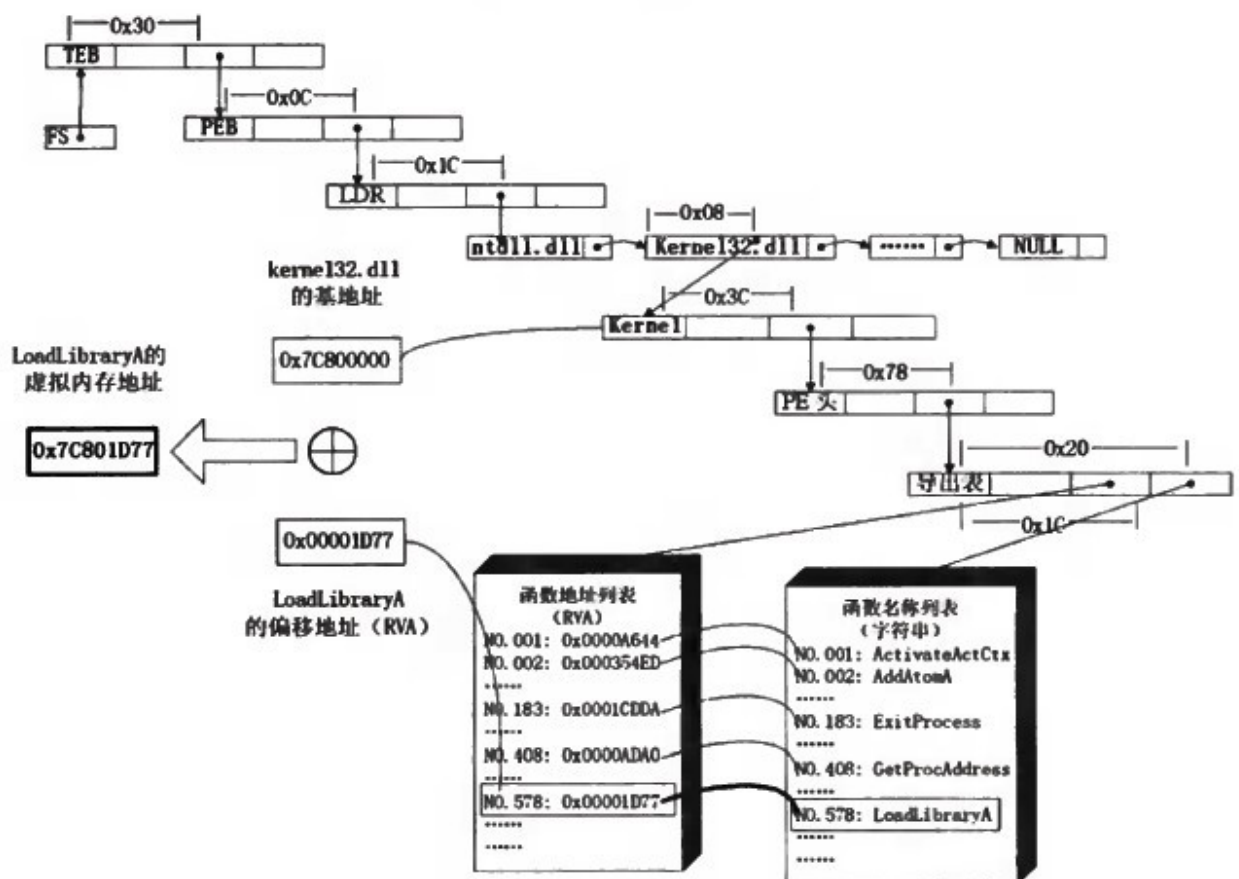 0x30
TEB
0x0C
FS
PEB
0x1C
LDR
0x08
ntdll.dll
Kernel32.dll
......
NULL
kernel32.dll
的基地址
0x3C
Kernel
0x7C800000
LoadLibraryA的
虚拟内存地址
0x78
PE 头
0x7C801D77
0x20
导出表
0x1C
0x00001D77
LoadLibraryA
的偏移地址（RVA）
函数地址列表
(RVA)
NO.001: 0x0000A644
NO.002: 0x000354ED
......
NO.183: 0x0001CDDA
......
NO.408: 0x0000ADA0
......
NO.578: 0x00001D77
......
......
函数名称列表
(字符串)
NO.001: ActivateActCtx
NO.002: AddAtomA
......
NO.183: ExitProcess
......
NO.408: GetProcAddress
......
NO.578: LoadLibraryA
......
......